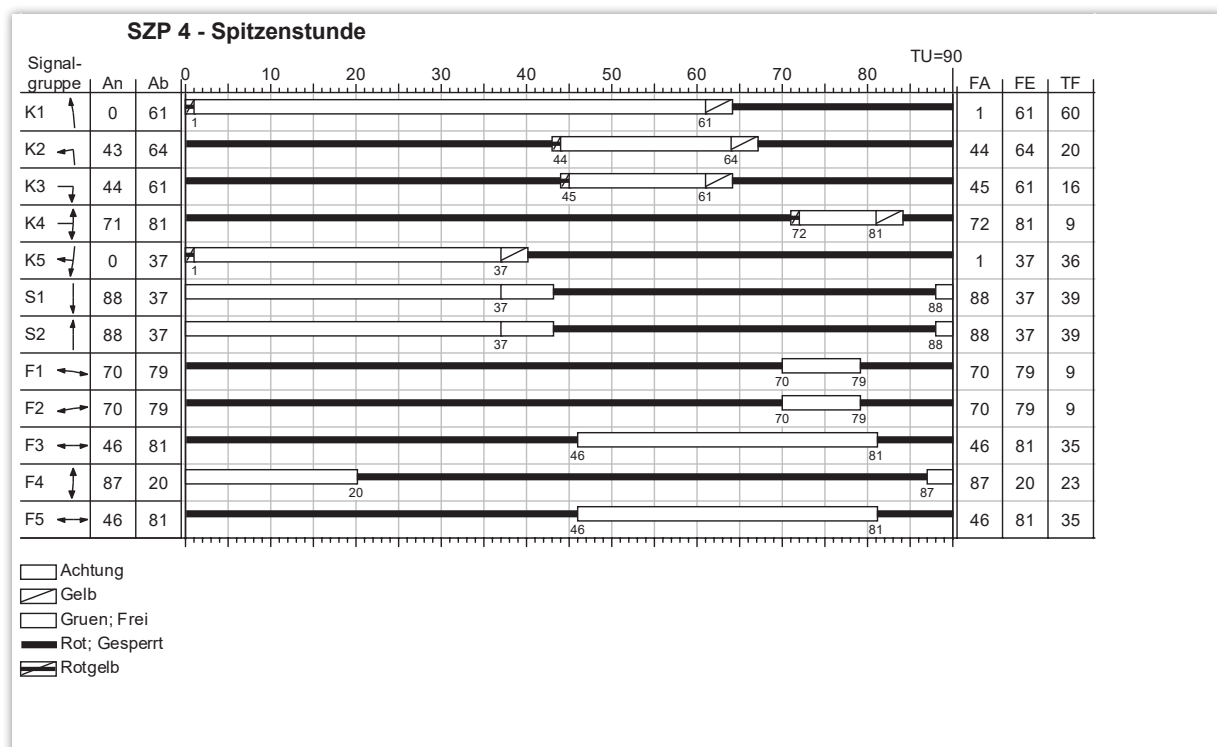 SZP 4 - Spitzenstunde
TU=90
Signal-
gruppe An Ab 0 10 20 30 40 50 60 70 80 FA FE TF
K1 0 61 1 61 1 61 60
K2 43 64 44 64 44 64 20
K3 44 61 45 61 45 61 16
K4 71 81 72 81 72 81 9
K5 0 37 1 37 1 37 36
S1 88 37 37 88 88 37 39
S2 88 37 37 88 88 37 39
F1 70 79 70 79 70 79 9
F2 70 79 70 79 70 79 9
F3 46 81 46 81 46 81 35
F4 87 20 20 87 87 20 23
F5 46 81 46 81 46 81 35
Achtung
Gelb
Gruen; Frei
Rot; Gesperrt
Rotgelb